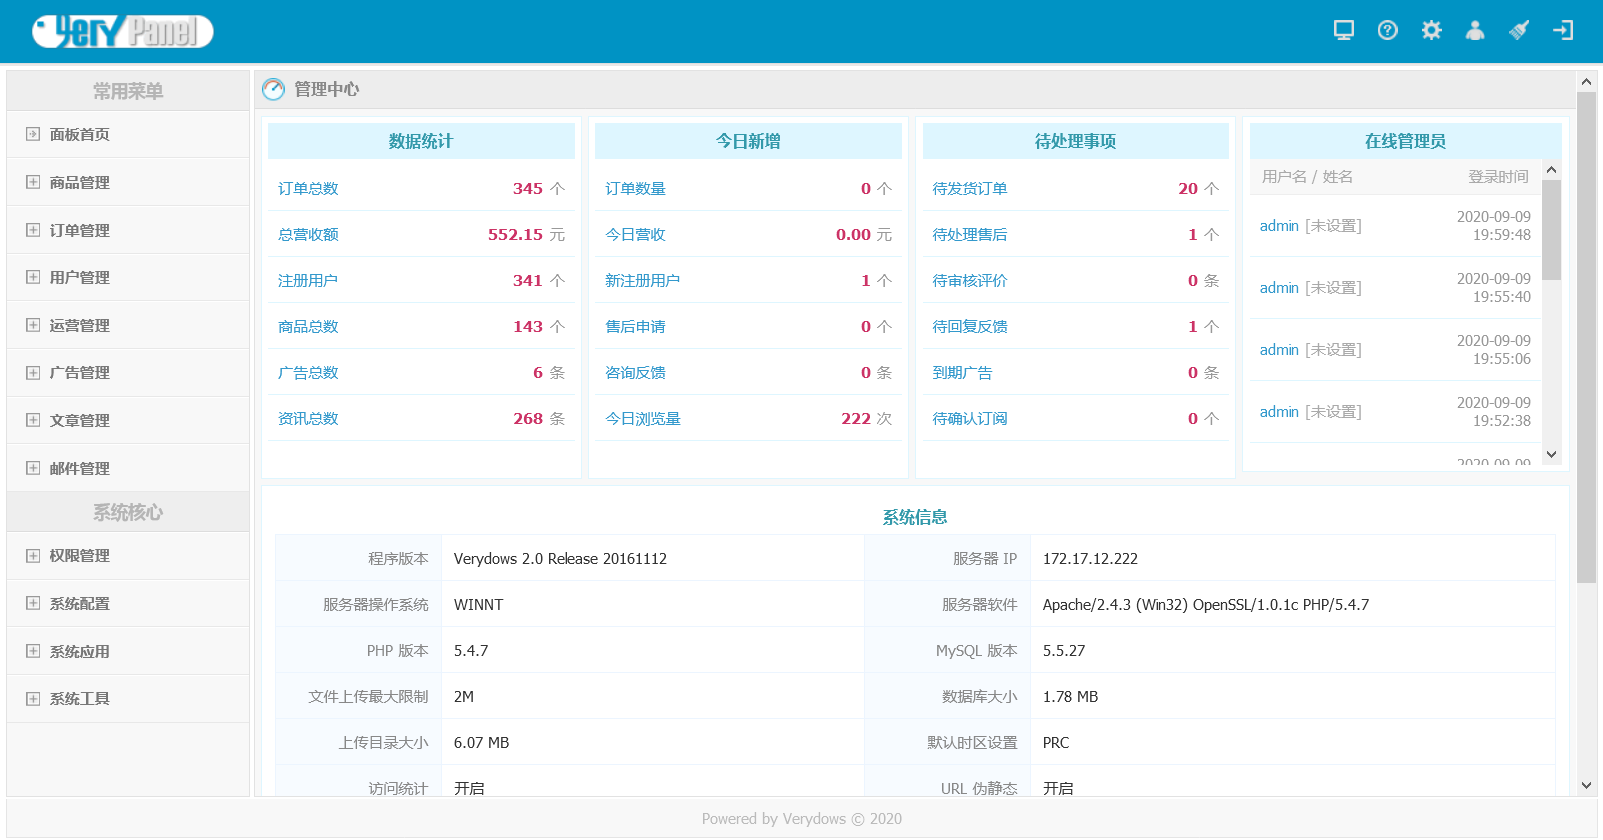 VeryPanel
常用菜单
面板首页
商品管理
订单管理
用户管理
运营管理
广告管理
文章管理
邮件管理
系统核心
权限管理
系统配置
系统应用
系统工具
管理中心
数据统计
订单总数 345 个
总营收额 552.15 元
注册用户 341 个
商品总数 143 个
广告总数 6 条
资讯总数 268 条
今日新增
订单数量 0 个
今日营收 0.00 元
新注册用户 1 个
售后申请 0 个
咨询反馈 0 条
今日浏览量 222 次
待处理事项
待发货订单 20 个
待处理售后 1 个
待审核评价 0 条
待回复反馈 1 个
到期广告 0 条
待确认订阅 0 个
在线管理员
用户名 / 姓名 登录时间
admin [未设置] 2020-09-09
19:59:48
admin [未设置] 2020-09-09
19:55:40
admin [未设置] 2020-09-09
19:55:06
admin [未设置] 2020-09-09
19:52:38
2020-09-09
系统信息
程序版本 Verydows 2.0 Release 20161112 服务器 IP 172.17.12.222
服务器操作系统 WINNT 服务器软件 Apache/2.4.3 (Win32) OpenSSL/1.0.1c PHP/5.4.7
PHP 版本 5.4.7 MySQL 版本 5.5.27
文件上传最大限制 2M 数据库大小 1.78 MB
上传目录大小 6.07 MB 默认时区设置 PRC
访问统计 开启 URL 伪静态 开启
Powered by Verydows © 2020